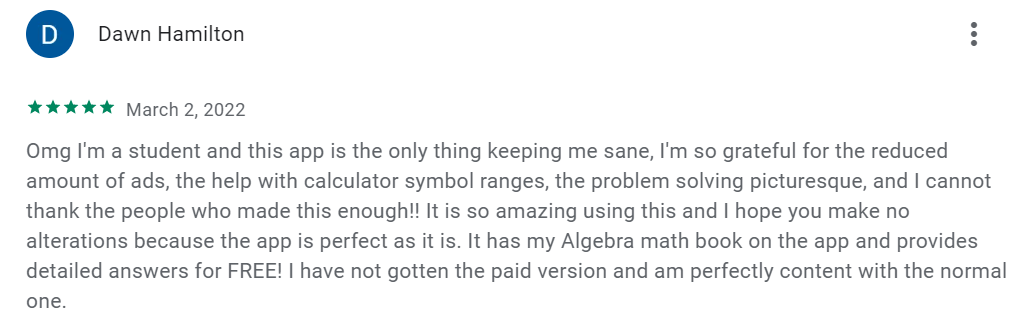 D
Dawn Hamilton
March 2, 2022
Omg I'm a student and this app is the only thing keeping me sane, I'm so grateful for the reduced
amount of ads, the help with calculator symbol ranges, the problem solving picturesque, and I cannot
thank the people who made this enough!! It is so amazing using this and I hope you make no
alterations because the app is perfect as it is. It has my Algebra math book on the app and provides
detailed answers for FREE! I have not gotten the paid version and am perfectly content with the normal
one.